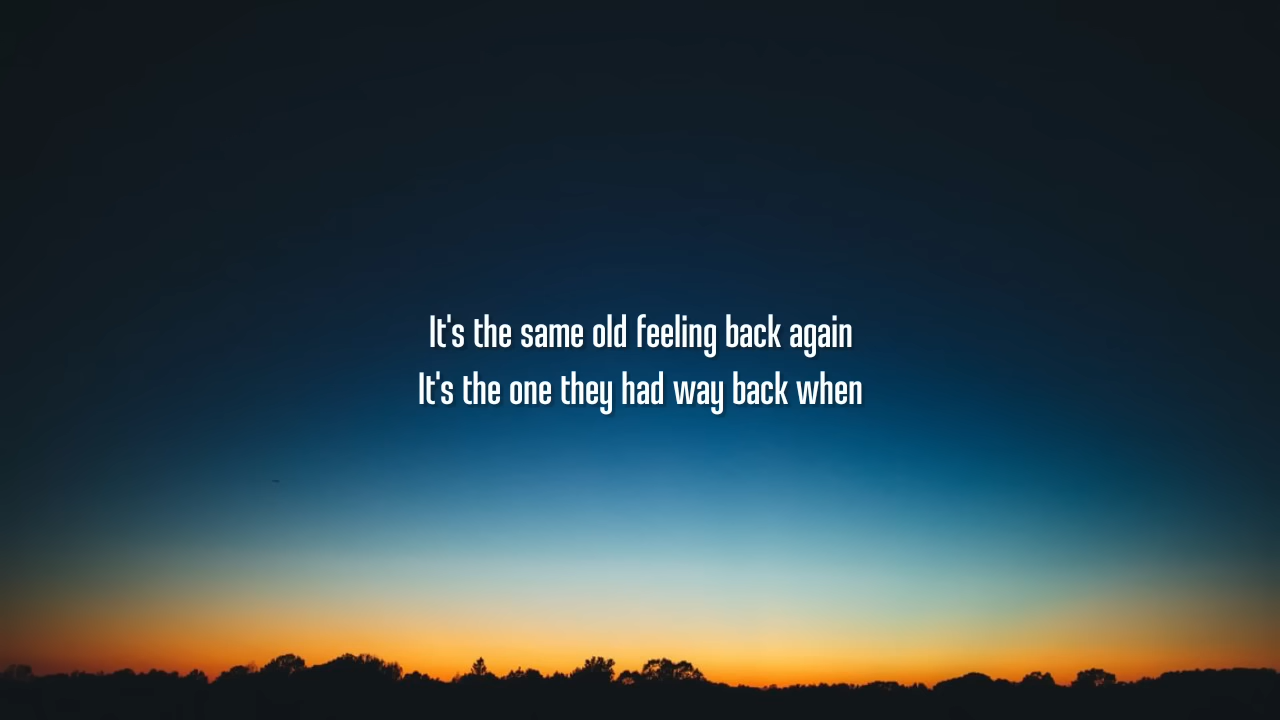 It's the same old feeling back again
It's the one they had way back when